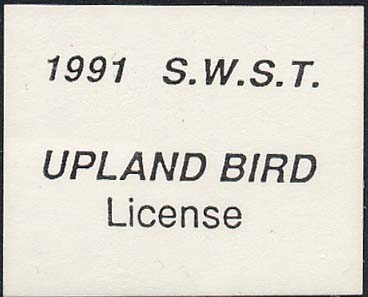 1991 S.W.S.T.
UPLAND BIRD
License